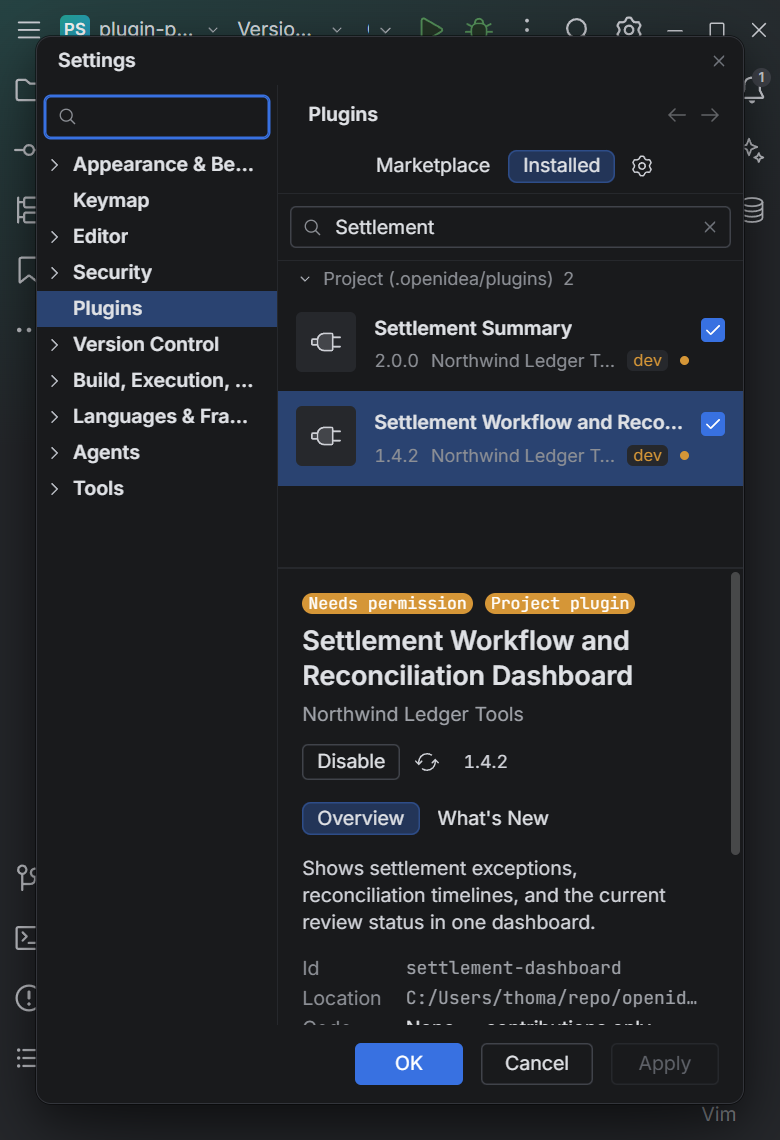 PS plugin-p... Versio...
Settings
1
Plugins
Marketplace Installed
Appearance & Be...
Keymap
Editor
Security
Plugins
Version Control
Build, Execution, ...
Languages & Fra...
Agents
Tools
Settlement
Project (.openidea/plugins) 2
Settlement Summary
2.0.0 Northwind Ledger T... dev
Settlement Workflow and Reco...
1.4.2 Northwind Ledger T... dev
Needs permission Project plugin
Settlement Workflow and
Reconciliation Dashboard
Northwind Ledger Tools
Disable 1.4.2
Overview What's New
Shows settlement exceptions,
reconciliation timelines, and the current
review status in one dashboard.
Id settlement-dashboard
Location C:/Users/thoma/repo/openid…
OK Cancel Apply
Vim